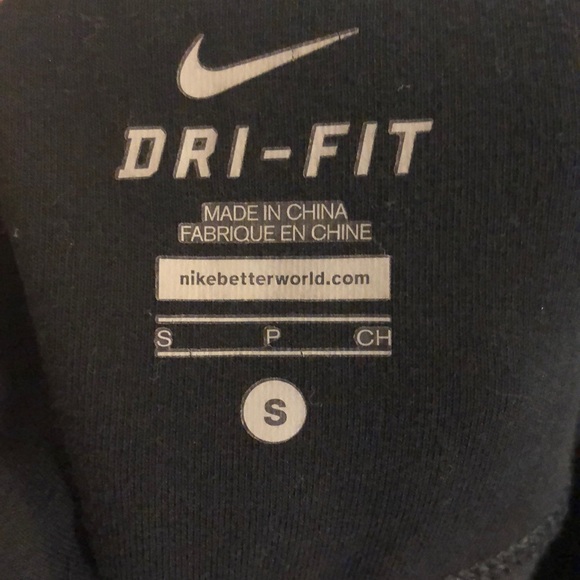 DRI-FIT
MADE IN CHINA
FABRIQUE EN CHINE
nikebetterworld.com
S P CH
S